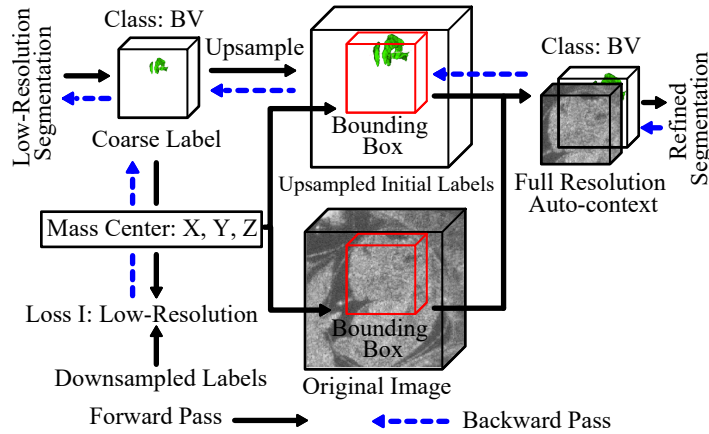 Class: BV
Low-Resolution
Segmentation
Upsample
Coarse Label
Bounding
Box
Upsampled Initial Labels
Class: BV
Refined
Segmentation
Full Resolution
Auto-context
Mass Center: X, Y, Z
Loss I: Low-Resolution
Downsampled Labels
Bounding
Box
Original Image
Forward Pass
Backward Pass